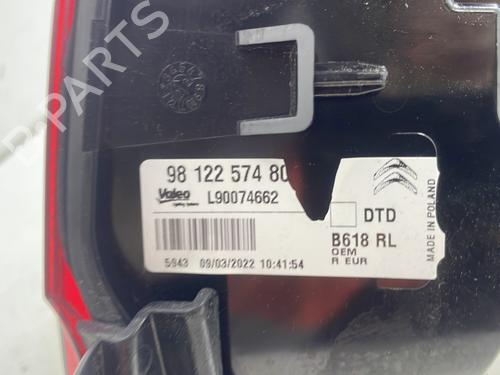 98 122 574 80
Valeo
L90074662
DTD
B618 RL
OEM
R EUR
5943 09/03/2022 10:41:54
MADE IN POLAND
B-PARTS